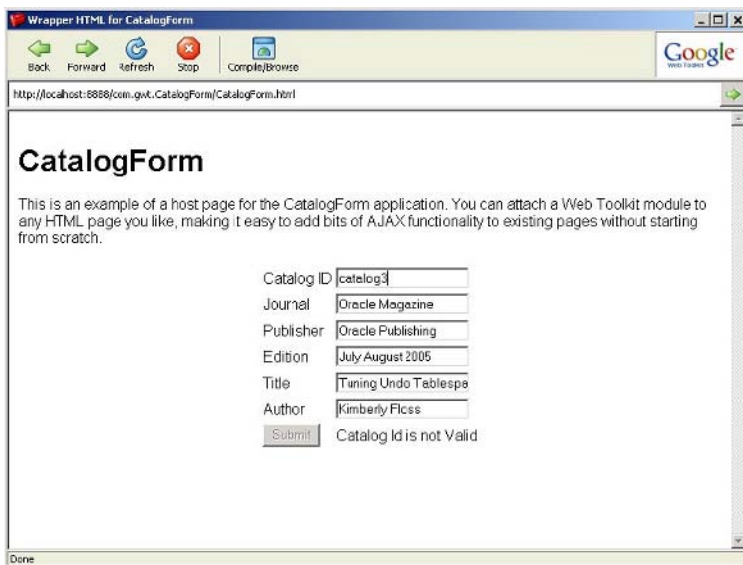 Wrapper HTML for CatalogForm
Back Forward Refresh Stop Compile/Browse
Google
Web Toolkit
http://localhost:8888/com.gwt.CatalogForm/CatalogForm.html
CatalogForm
This is an example of a host page for the CatalogForm application. You can attach a Web Toolkit module to
any HTML page you like, making it easy to add bits of AJAX functionality to existing pages without starting
from scratch.
Catalog ID catalog3
Journal Oracle Magazine
Publisher Oracle Publishing
Edition July August 2005
Title Tuning Undo Tablespa
Author Kimberly Floss
Submit Catalog Id is not Valid
Done